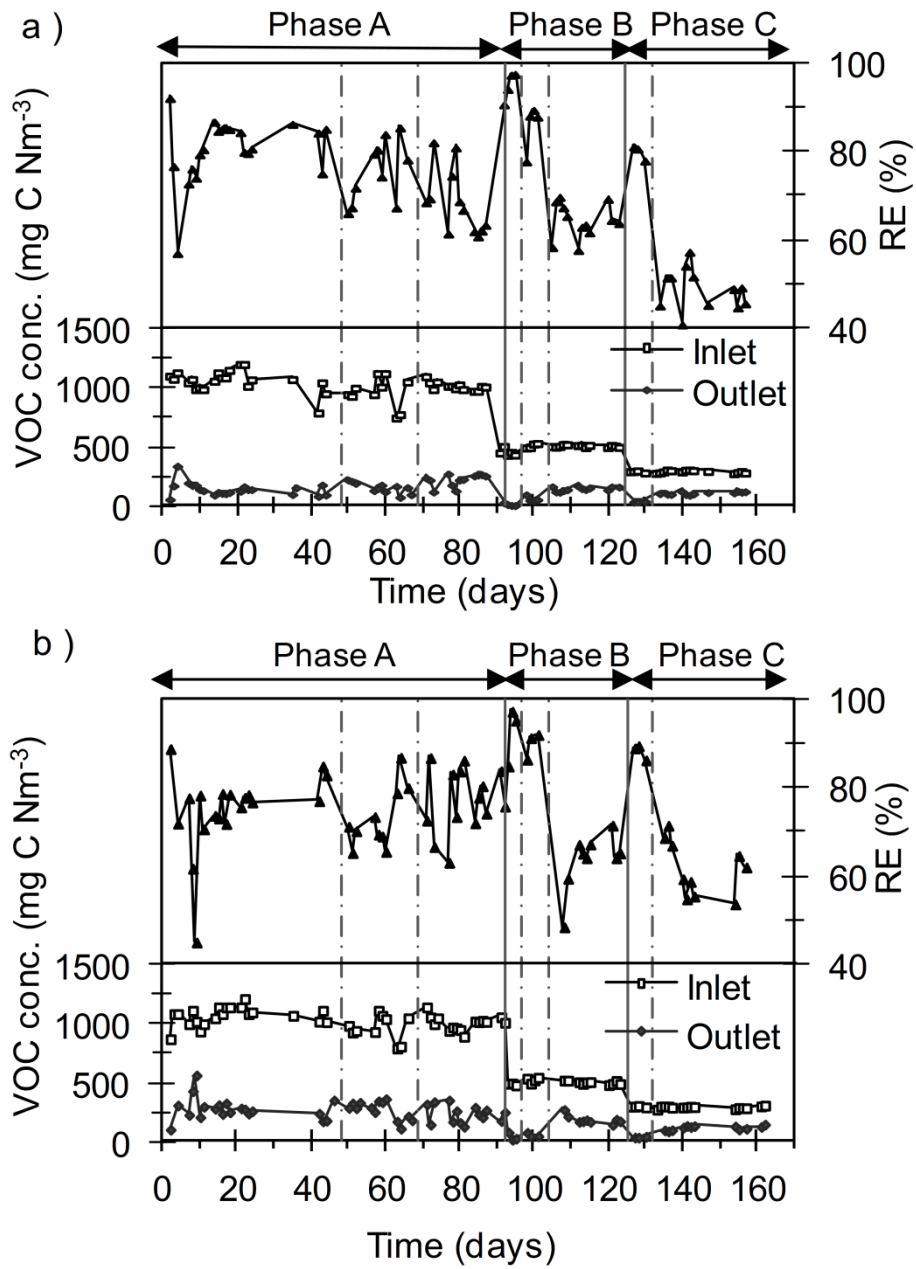 a )
Phase A Phase B Phase C
100
80
60
40
RE (%)
VOC conc. (mg C Nm-3)
1500
1000
500
0
Inlet
Outlet
0 20 40 60 80 100 120 140 160
Time (days)
b )
Phase A Phase B Phase C
100
80
60
40
RE (%)
VOC conc. (mg C Nm-3)
1500
1000
500
0
Inlet
Outlet
0 20 40 60 80 100 120 140 160
Time (days)